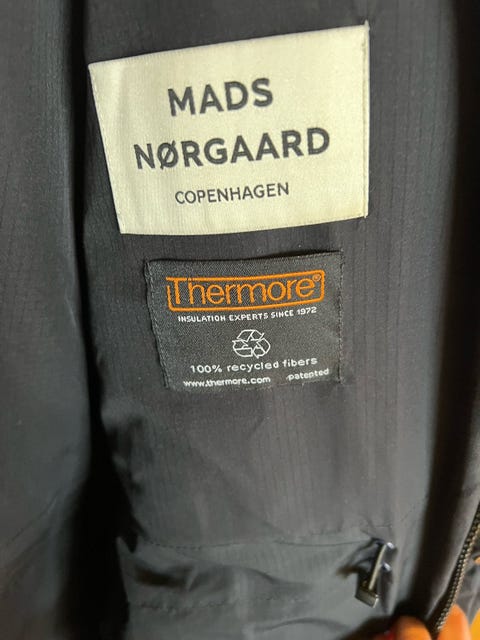 MADS
NØRGAARD
COPENHAGEN
Thermore®
INSULATION EXPERTS SINCE 1972
100% recycled fibers
www.thermore.com patented